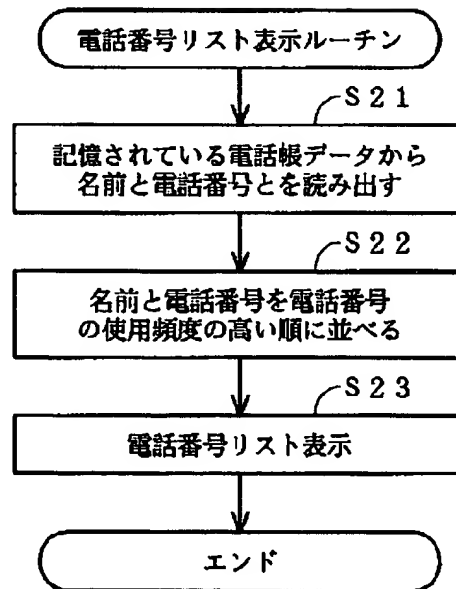 電話番号リスト表示ルーチン
S21
記憶されている電話帳データから
名前と電話番号とを読み出す
S22
名前と電話番号を電話番号
の使用頻度の高い順に並べる
S23
電話番号リスト表示
エンド